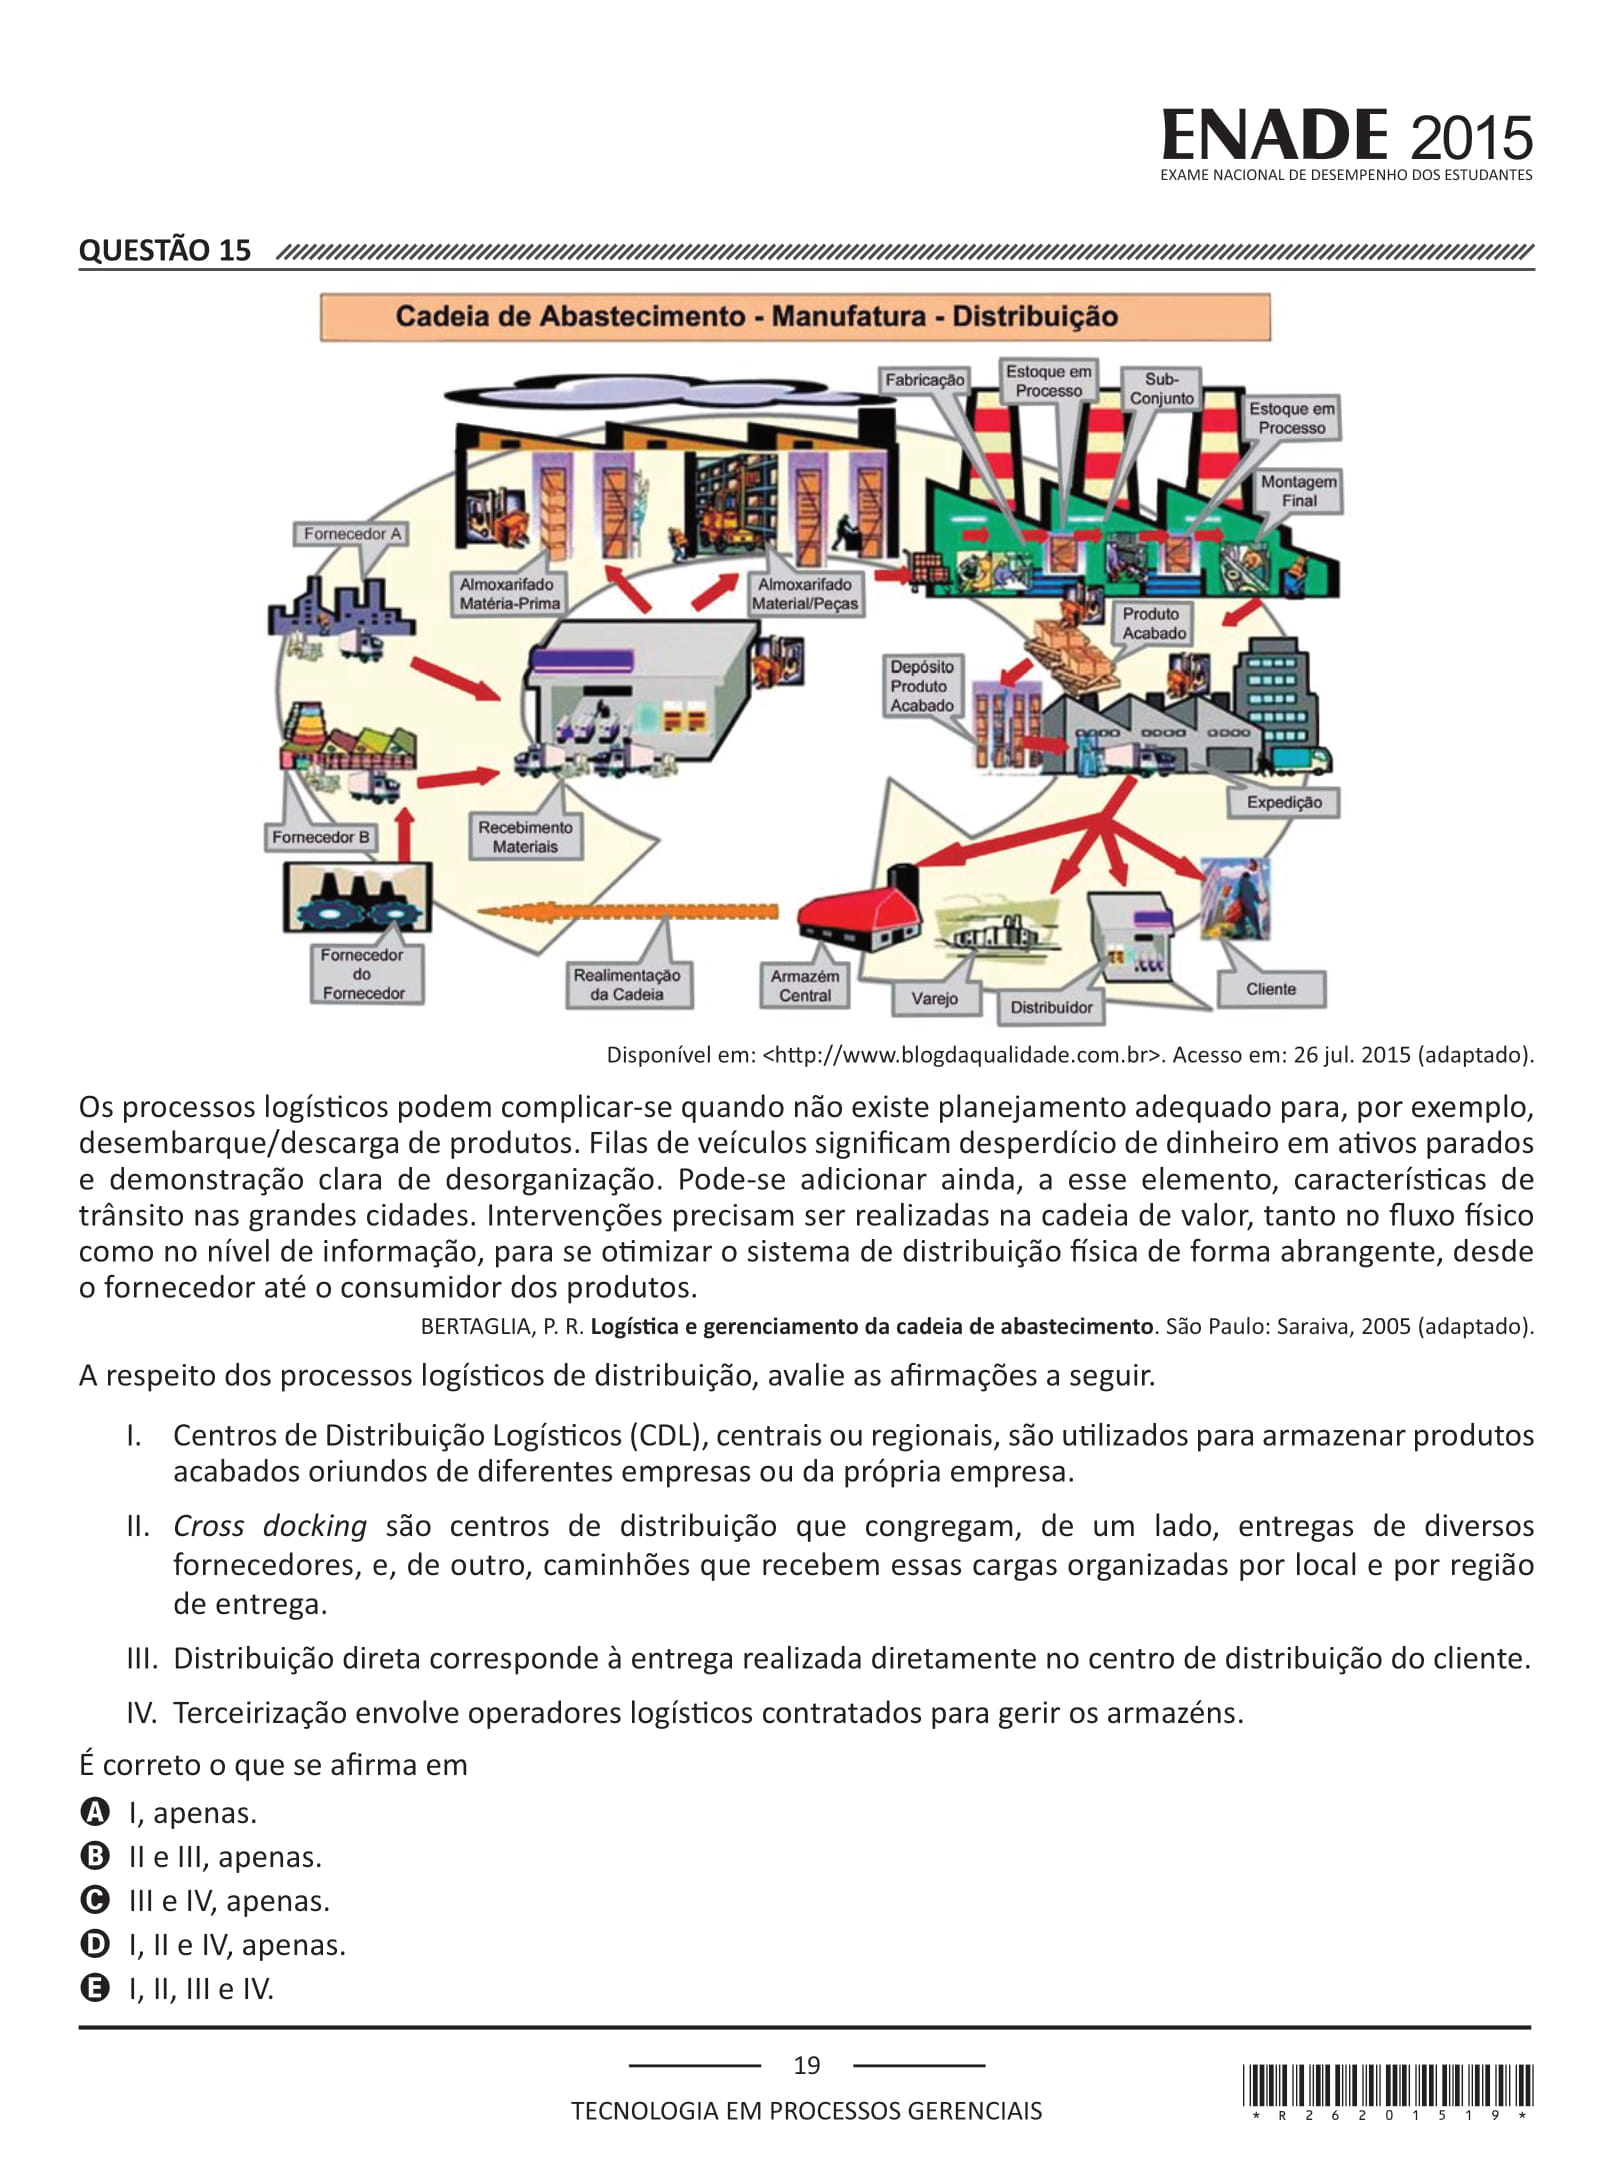 ENADE 2015
EXAME NACIONAL DE DESEMPENHO DOS ESTUDANTES
QUESTÃO 15
Cadeia de Abastecimento - Manufatura - Distribuição
Fabricação
Estoque em
Processo
Sub-
Conjunto
Estoque em
Processo
Montagem
Final
Fornecedor A
Almoxarifado
Matéria-Prima
Almoxarifado
Material/Peças
Produto
Acabado
Depósito
Produto
Acabado
Fornecedor B
Recebimento
Materiais
Expedição
Fornecedor
do
Fornecedor
Realimentação
da Cadeia
Armazém
Central
Varejo
Distribuídor
Cliente
Disponível em: <http://www.blogdaqualidade.com.br>. Acesso em: 26 jul. 2015 (adaptado).
Os processos logísticos podem complicar-se quando não existe planejamento adequado para, por exemplo,
desembarque/descarga de produtos. Filas de veículos significam desperdício de dinheiro em ativos parados
e demonstração clara de desorganização. Pode-se adicionar ainda, a esse elemento, características de
trânsito nas grandes cidades. Intervenções precisam ser realizadas na cadeia de valor, tanto no fluxo físico
como no nível de informação, para se otimizar o sistema de distribuição física de forma abrangente, desde
o fornecedor até o consumidor dos produtos.
BERTAGLIA, P. R. Logística e gerenciamento da cadeia de abastecimento. São Paulo: Saraiva, 2005 (adaptado).
A respeito dos processos logísticos de distribuição, avalie as afirmações a seguir.
I. Centros de Distribuição Logísticos (CDL), centrais ou regionais, são utilizados para armazenar produtos
acabados oriundos de diferentes empresas ou da própria empresa.
II. Cross docking são centros de distribuição que congregam, de um lado, entregas de diversos
fornecedores, e, de outro, caminhões que recebem essas cargas organizadas por local e por região
de entrega.
III. Distribuição direta corresponde à entrega realizada diretamente no centro de distribuição do cliente.
IV. Terceirização envolve operadores logísticos contratados para gerir os armazéns.
É correto o que se afirma em
A I, apenas.
B II e III, apenas.
C III e IV, apenas.
D I, II e IV, apenas.
E I, II, III e IV.
19
TECNOLOGIA EM PROCESSOS GERENCIAIS
* R 2 6 2 0 1 5 1 9 *